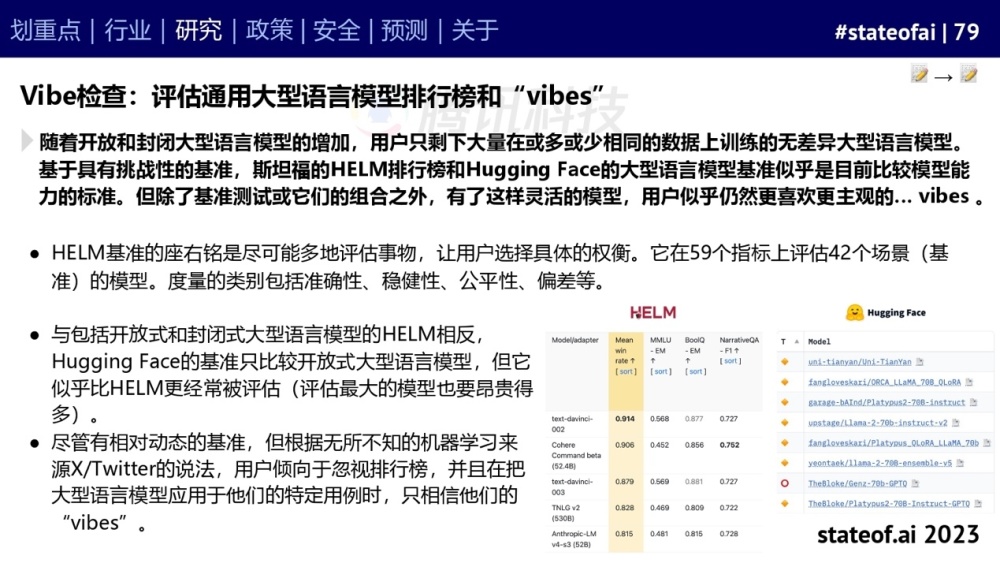 划重点 | 行业 | 研究 | 政策 | 安全 | 预测 | 关于
#stateofai | 79
Vibe检查：评估通用大型语言模型排行榜和“vibes”
腾讯科技
随着开放和封闭大型语言模型的增加，用户只剩下大量在或多或少相同的数据上训练的无差异大型语言模型。
基于具有挑战性的基准，斯坦福的HELM排行榜和Hugging Face的大型语言模型基准似乎是目前比较模型能
力的标准。但除了基准测试或它们的组合之外，有了这样灵活的模型，用户似乎仍然更喜欢更主观的... vibes 。
● HELM基准的座右铭是尽可能多地评估事物，让用户选择具体的权衡。它在59个指标上评估42个场景（基
准）的模型。度量的类别包括准确性、稳健性、公平性、偏差等。
● 与包括开放式和封闭式大型语言模型的HELM相反，
Hugging Face的基准只比较开放式大型语言模型，但它
似乎比HELM更经常被评估（评估最大的模型也要昂贵得
多）。
● 尽管有相对动态的基准，但根据无所不知的机器学习来
源X/Twitter的说法，用户倾向于忽视排行榜，并且在把
大型语言模型应用于他们的特定用例时，只相信他们的
“vibes”。
HELM
Model/adapter Mean MMLU BoolQ NarrativeQA
win - EM - EM - F1 ↑
rate ↑ ↑ ↑ [ sort ]
[ sort ] [ sort ] [ sort ]
text-davinci- 0.914 0.568 0.877 0.727
002
Cohere 0.906 0.452 0.856 0.752
Command beta
(52.4B)
text-davinci- 0.879 0.569 0.881 0.727
003
TNLG v2 0.828 0.469 0.809 0.722
(530B)
Anthropic-LM 0.815 0.481 0.815 0.728
v4-s3 (52B)
Hugging Face
T ▲ Model
uni-tianyan/Uni-TianYan
fangloveskari/ORCA_LLaMA_70B_QLoRA
garage-bAInd/Platypus2-70B-instruct
upstage/Llama-2-70b-instruct-v2
fangloveskari/Platypus_QLoRA_LLaMA_70b
yeontaek/llama-2-70B-ensemble-v5
TheBloke/Genz-70b-GPTQ
TheBloke/Platypus2-70B-Instruct-GPTQ
stateof.ai 2023